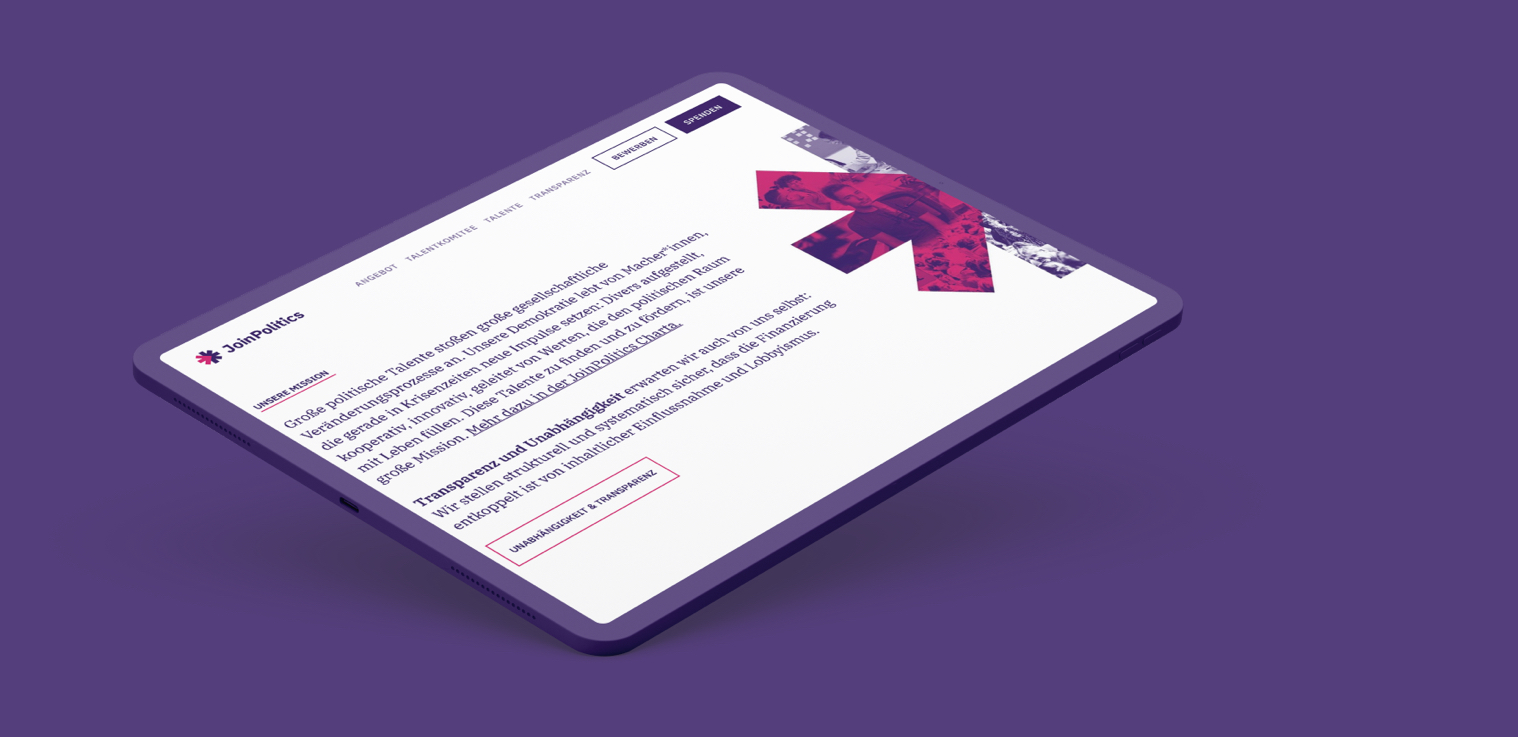 JoinPolitics
ANGEBOT TALENTKOMITEE TALENTE TRANSPARENZ BEWERBEN SPENDEN
UNSERE MISSION
Große politische Talente stoßen große gesellschaftliche
Veränderungsprozesse an. Unsere Demokratie lebt von Macher*innen,
die gerade in Krisenzeiten neue Impulse setzen: Divers aufgestellt,
kooperativ, innovativ, geleitet von Werten, die den politischen Raum
mit Leben füllen. Diese Talente zu finden und zu fördern, ist unsere
große Mission. Mehr dazu in der JoinPolitics Charta.
Transparenz und Unabhängigkeit erwarten wir auch von uns selbst:
Wir stellen strukturell und systematisch sicher, dass die Finanzierung
entkoppelt ist von inhaltlicher Einflussnahme und Lobbyismus.
UNABHÄNGIGKEIT & TRANSPARENZ